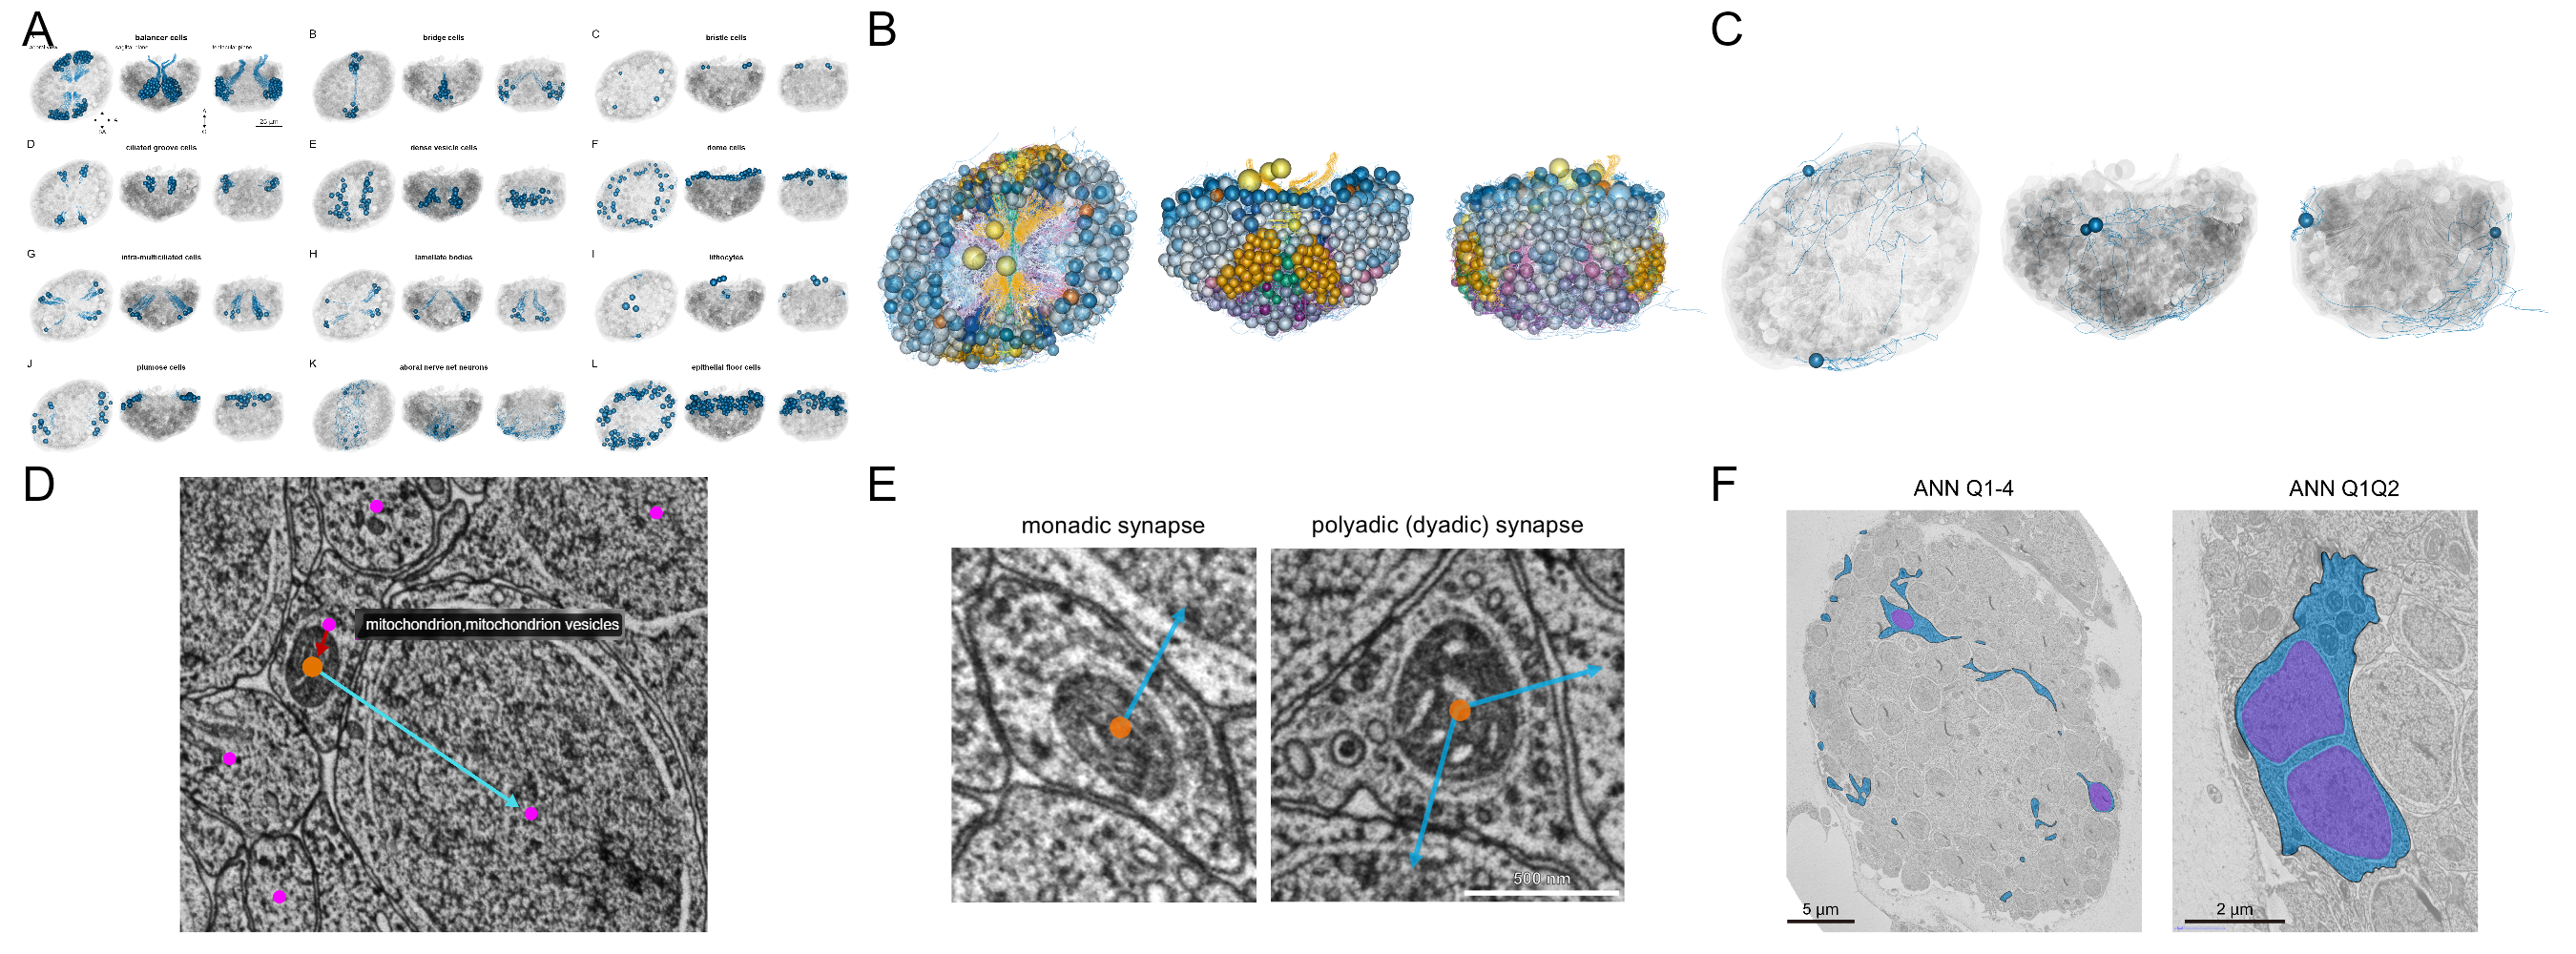 A
B
C
balancer cells
aboral view
sagittal plane
tentacular plane
25 µm
B
bridge cells
C
bristle cells
D
ciliated groove cells
E
dense vesicle cells
F
dome cells
G
intra-multiciliated cells
H
lamellate bodies
I
lithocytes
J
plumose cells
K
aboral nerve net neurons
L
epithelial floor cells
D
mitochondrion,mitochondrion vesicles
E
monadic synapse
polyadic (dyadic) synapse
500 nm
F
ANN Q1-4
ANN Q1Q2
5 µm
2 µm